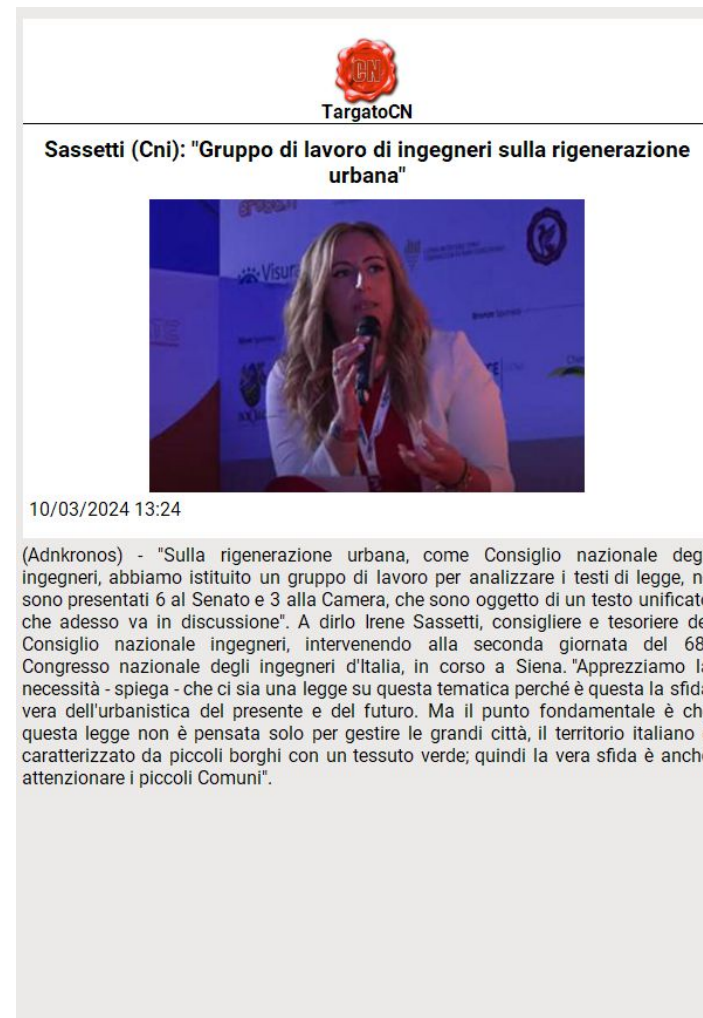 CN
TargatoCN
Sassetti (Cni): "Gruppo di lavoro di ingegneri sulla rigenerazione
urbana"
Visura
Bronze Sponsor
10/03/2024 13:24
(Adnkronos) - "Sulla rigenerazione urbana, come Consiglio nazionale deg
ingegneri, abbiamo istituito un gruppo di lavoro per analizzare i testi di legge, n
sono presentati 6 al Senato e 3 alla Camera, che sono oggetto di un testo unificat
che adesso va in discussione". A dirlo Irene Sassetti, consigliere e tesoriere de
Consiglio nazionale ingegneri, intervenendo alla seconda giornata del 68
Congresso nazionale degli ingegneri d'Italia, in corso a Siena. "Apprezziamo l
necessità - spiega - che ci sia una legge su questa tematica perché è questa la sfid
vera dell'urbanistica del presente e del futuro. Ma il punto fondamentale è ch
questa legge non è pensata solo per gestire le grandi città, il territorio italiano
caratterizzato da piccoli borghi con un tessuto verde; quindi la vera sfida è anch
attenzionare i piccoli Comuni".